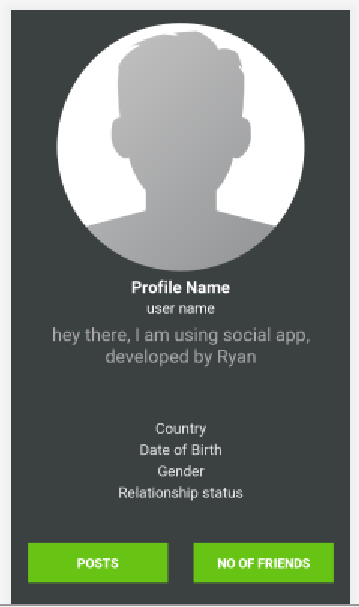 Profile Name
user name
hey there, I am using social app,
developed by Ryan
Country
Date of Birth
Gender
Relationship status
POSTS
NO OF FRIENDS